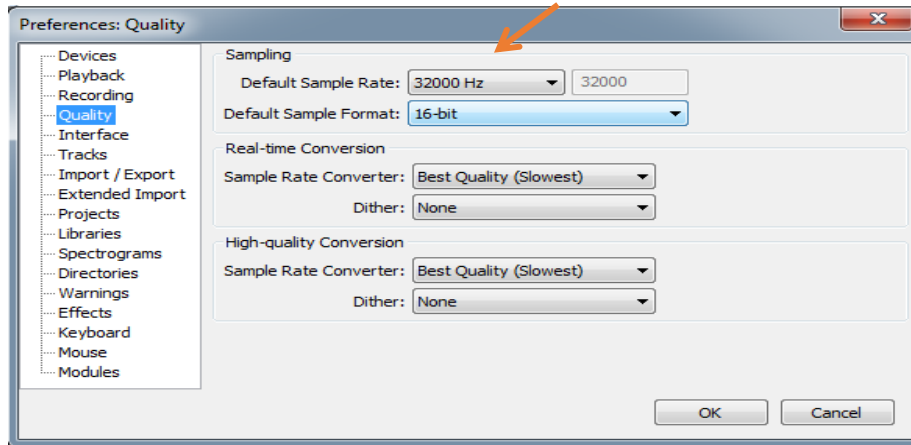 Preferences: Quality
Devices
Playback
Recording
Quality
Interface
Tracks
Import / Export
Extended Import
Projects
Libraries
Spectrograms
Directories
Warnings
Effects
Keyboard
Mouse
Modules
Sampling
Default Sample Rate: 32000 Hz 32000
Default Sample Format: 16-bit
Real-time Conversion
Sample Rate Converter: Best Quality (Slowest)
Dither: None
High-quality Conversion
Sample Rate Converter: Best Quality (Slowest)
Dither: None
OK Cancel